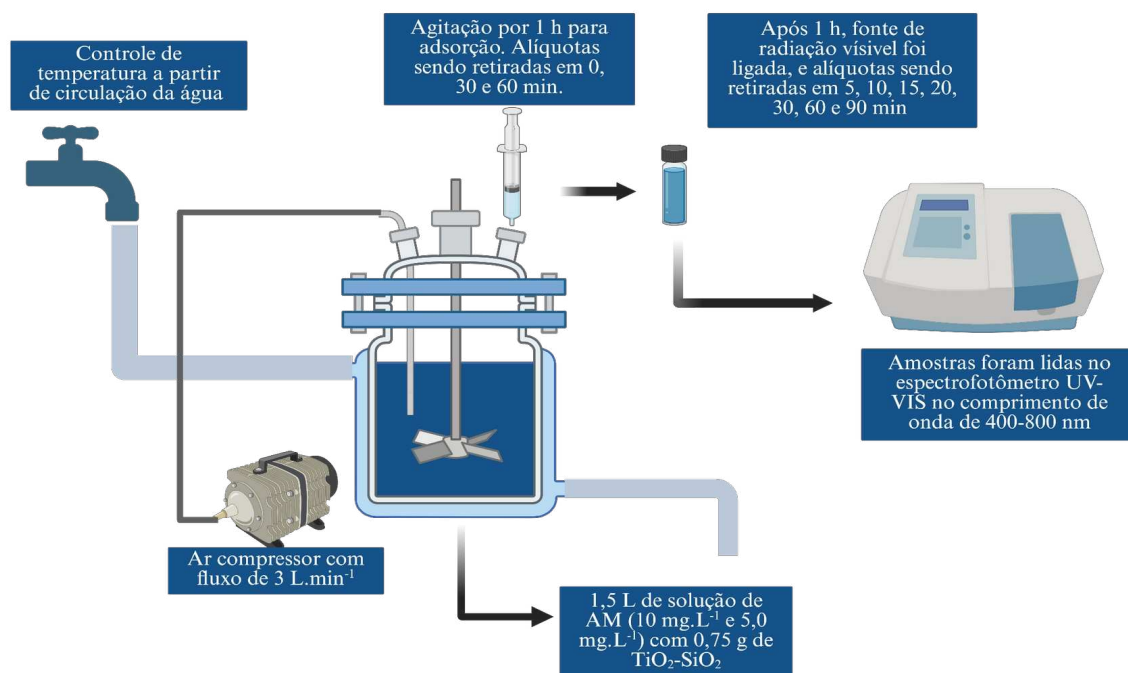 Controle de
temperatura a partir
de circulação da água
Agitação por 1 h para
adsorção. Alíquotas
sendo retiradas em 0,
30 e 60 min.
Após 1 h, fonte de
radiação vísivel foi
ligada, e alíquotas sendo
retiradas em 5, 10, 15, 20,
30, 60 e 90 min
Amostras foram lidas no
espectrofotômetro UV-
VIS no comprimento de
onda de 400-800 nm
Ar compressor com
fluxo de 3 L.min⁻¹
1,5 L de solução de
AM (10 mg.L⁻¹ e 5,0
mg.L⁻¹) com 0,75 g de
TiO₂-SiO₂